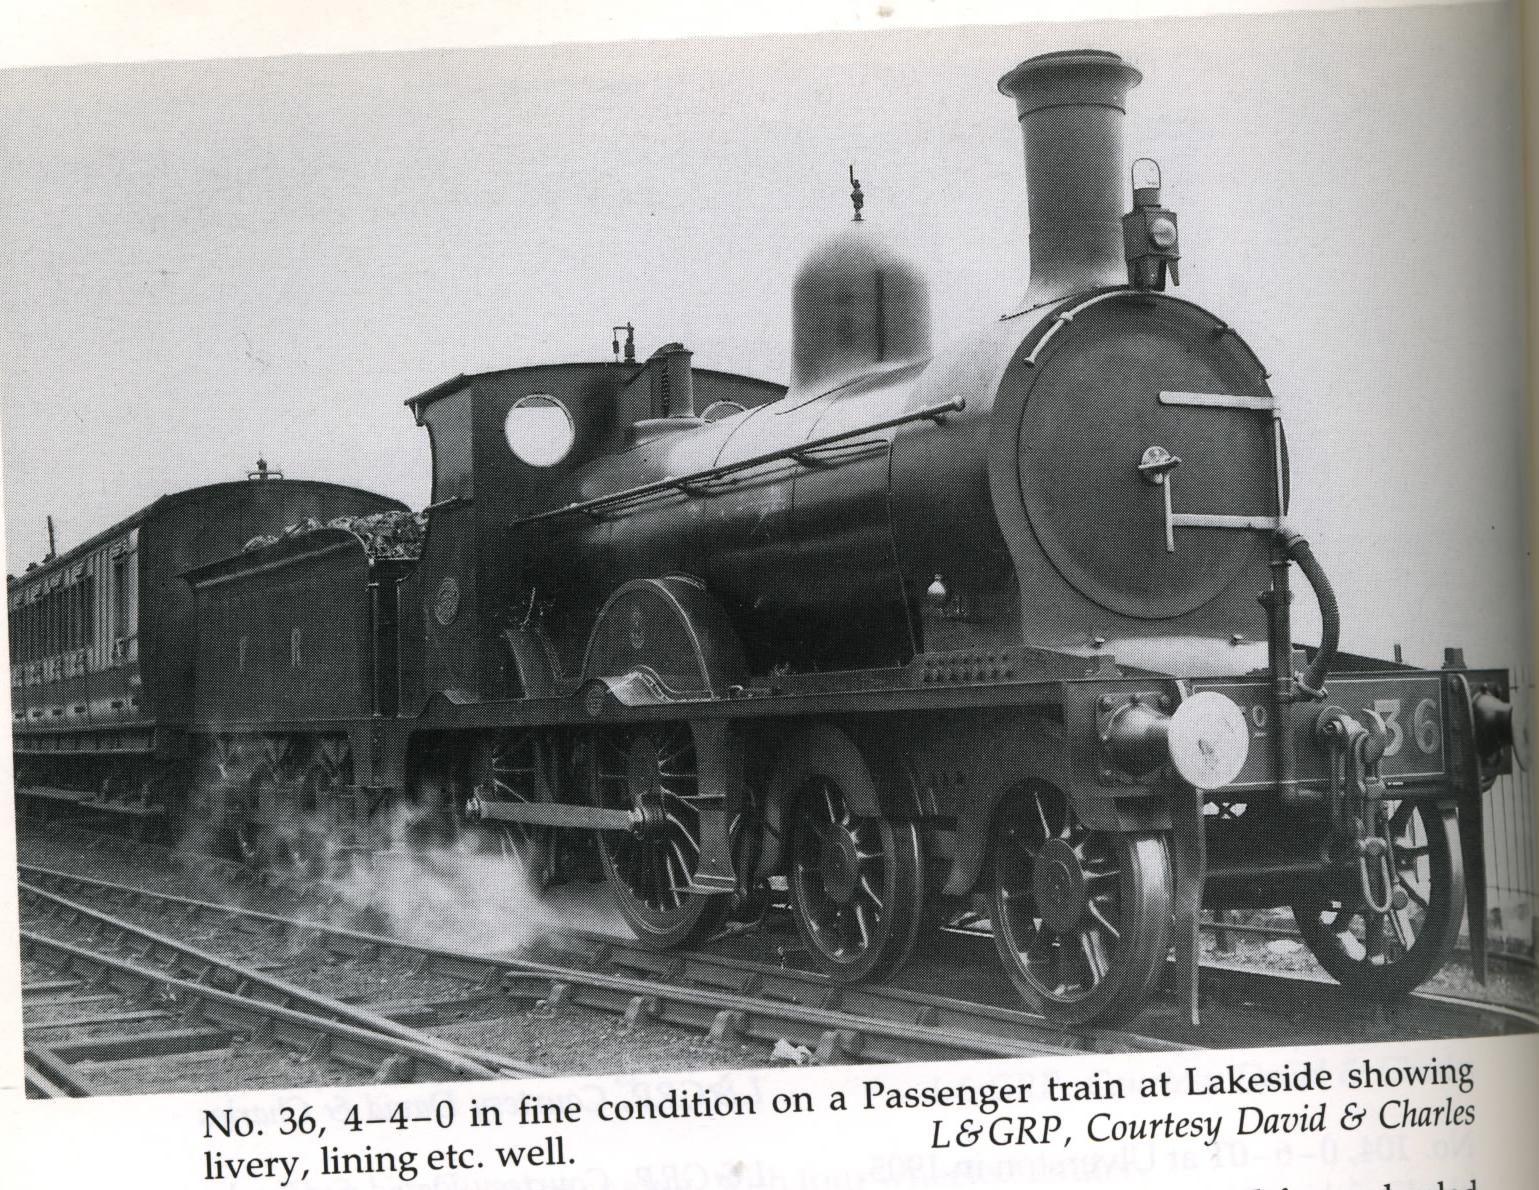 F R
Nº 36
No. 36, 4–4–0 in fine condition on a Passenger train at Lakeside showing
livery, lining etc. well.
L&GRP, Courtesy David & Charles